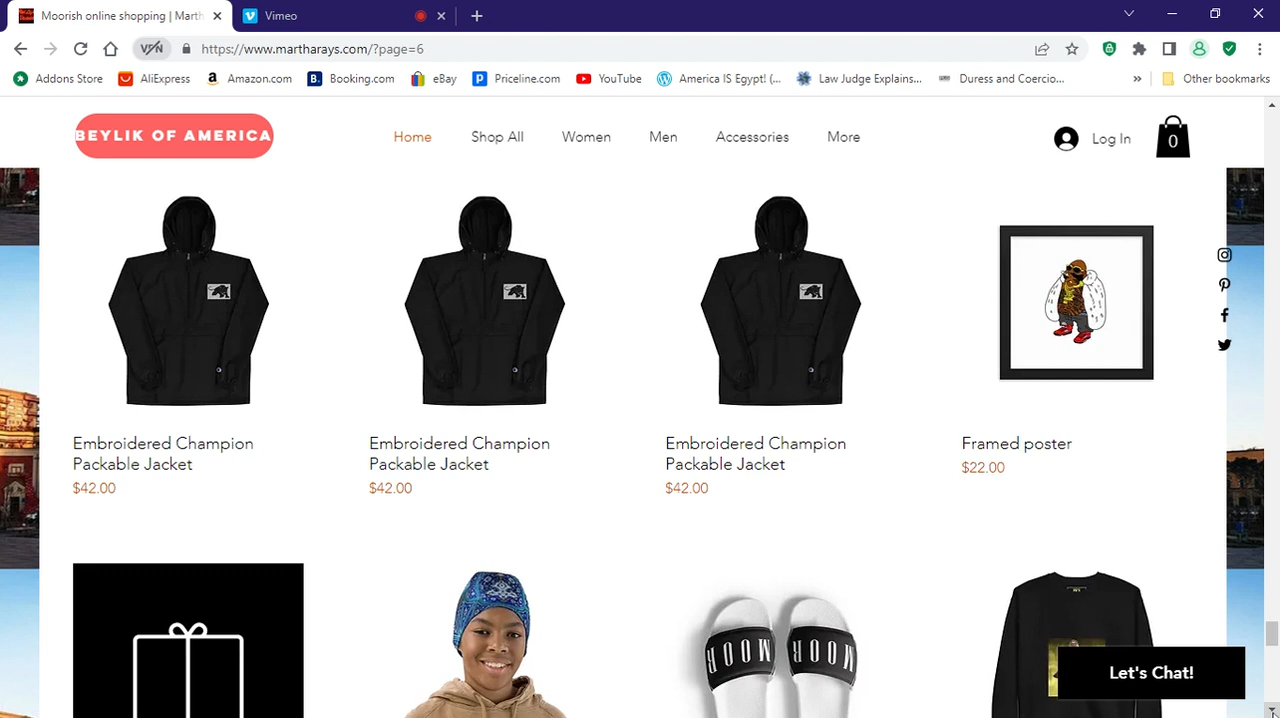 Moorish online shopping | Marth
Vimeo
VPN
https://www.martharays.com/?page=6
Addons Store
AliExpress
Amazon.com
Booking.com
eBay
Priceline.com
YouTube
America IS Egypt! (...
Law Judge Explains...
Duress and Coercio...
Other bookmarks
BEYLIK OF AMERICA
Home
Shop All
Women
Men
Accessories
More
Log In
0
Embroidered Champion
Packable Jacket
$42.00
Embroidered Champion
Packable Jacket
$42.00
Embroidered Champion
Packable Jacket
$42.00
Framed poster
$22.00
MOOR
MOOR
Let's Chat!